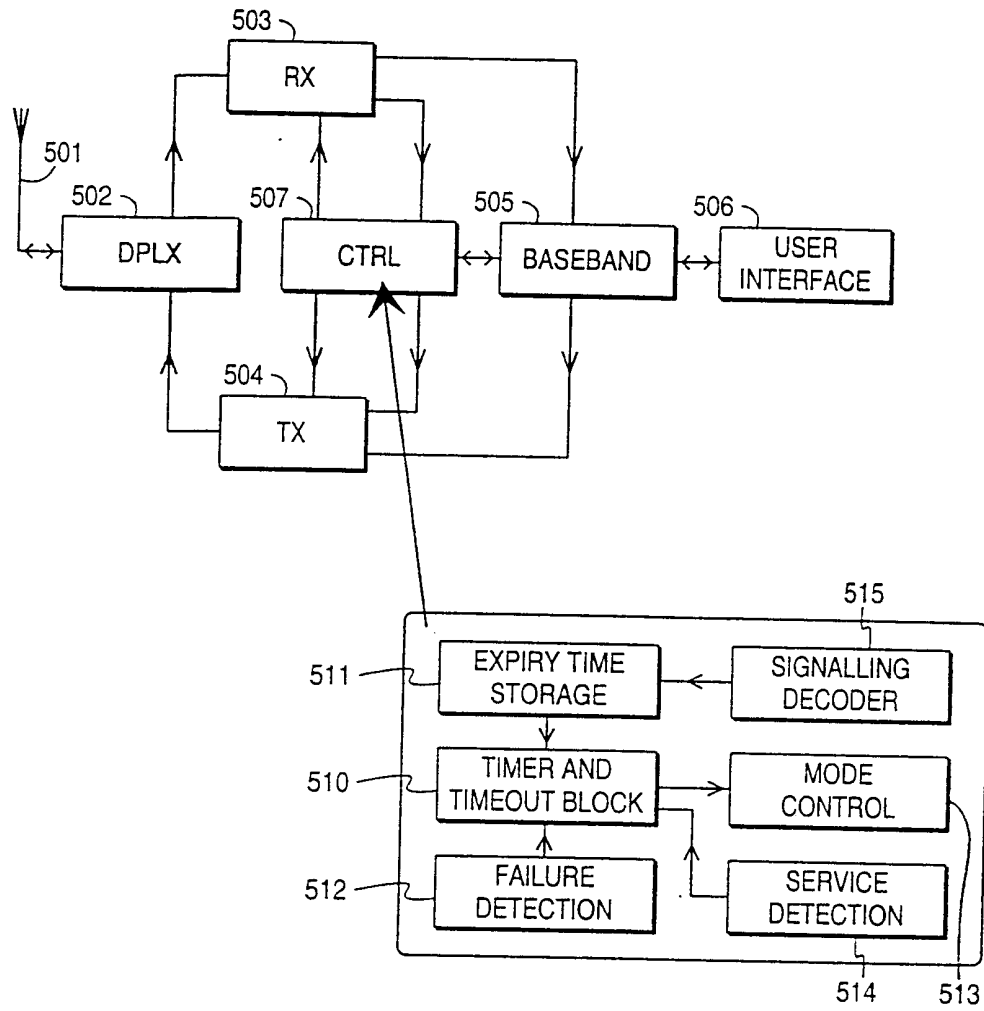 503
RX
501
502
DPLX
507
CTRL
505
BASEBAND
506
USER
INTERFACE
504
TX
515
511
EXPIRY TIME
STORAGE
SIGNALLING
DECODER
510
TIMER AND
TIMEOUT BLOCK
MODE
CONTROL
512
FAILURE
DETECTION
SERVICE
DETECTION
514
513